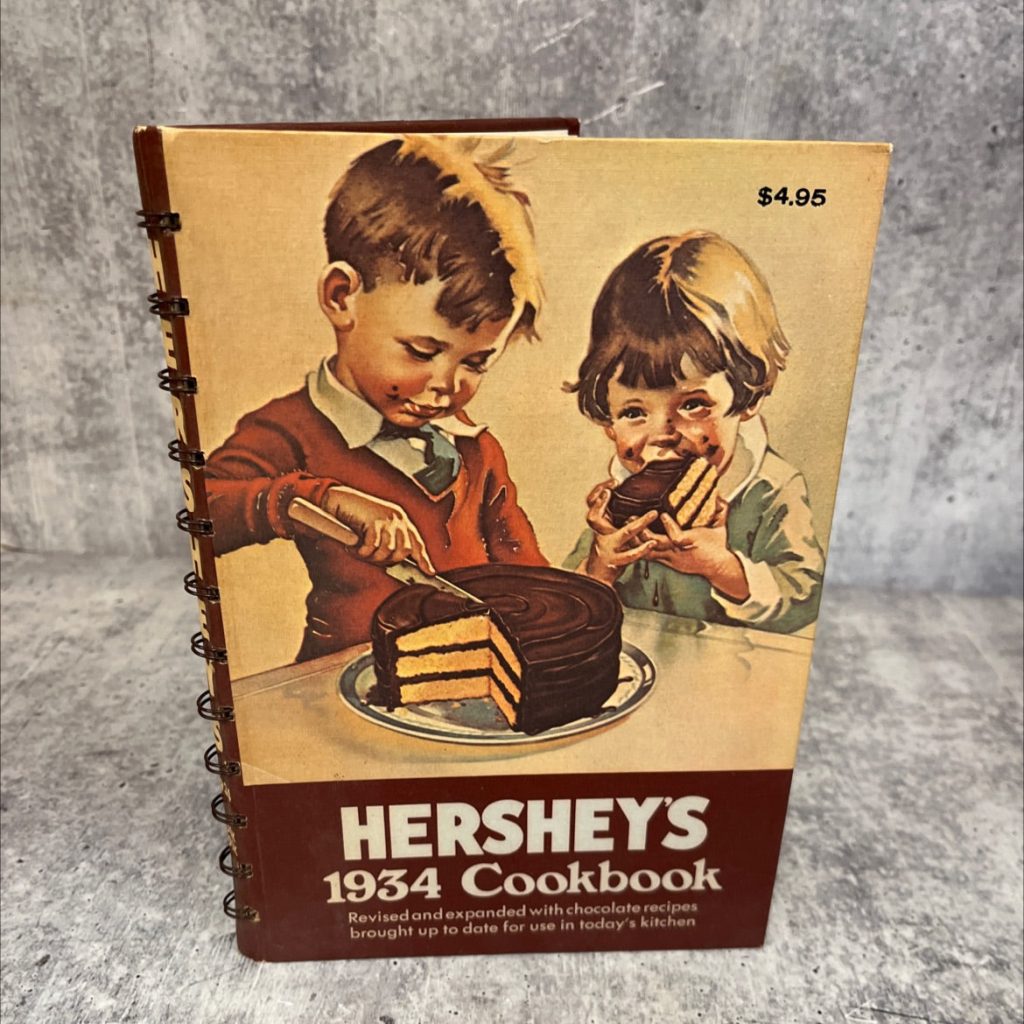 $4.95
HERSHEY'S
1934 Cookbook
Revised and expanded with chocolate recipes
brought up to date for use in today's kitchen